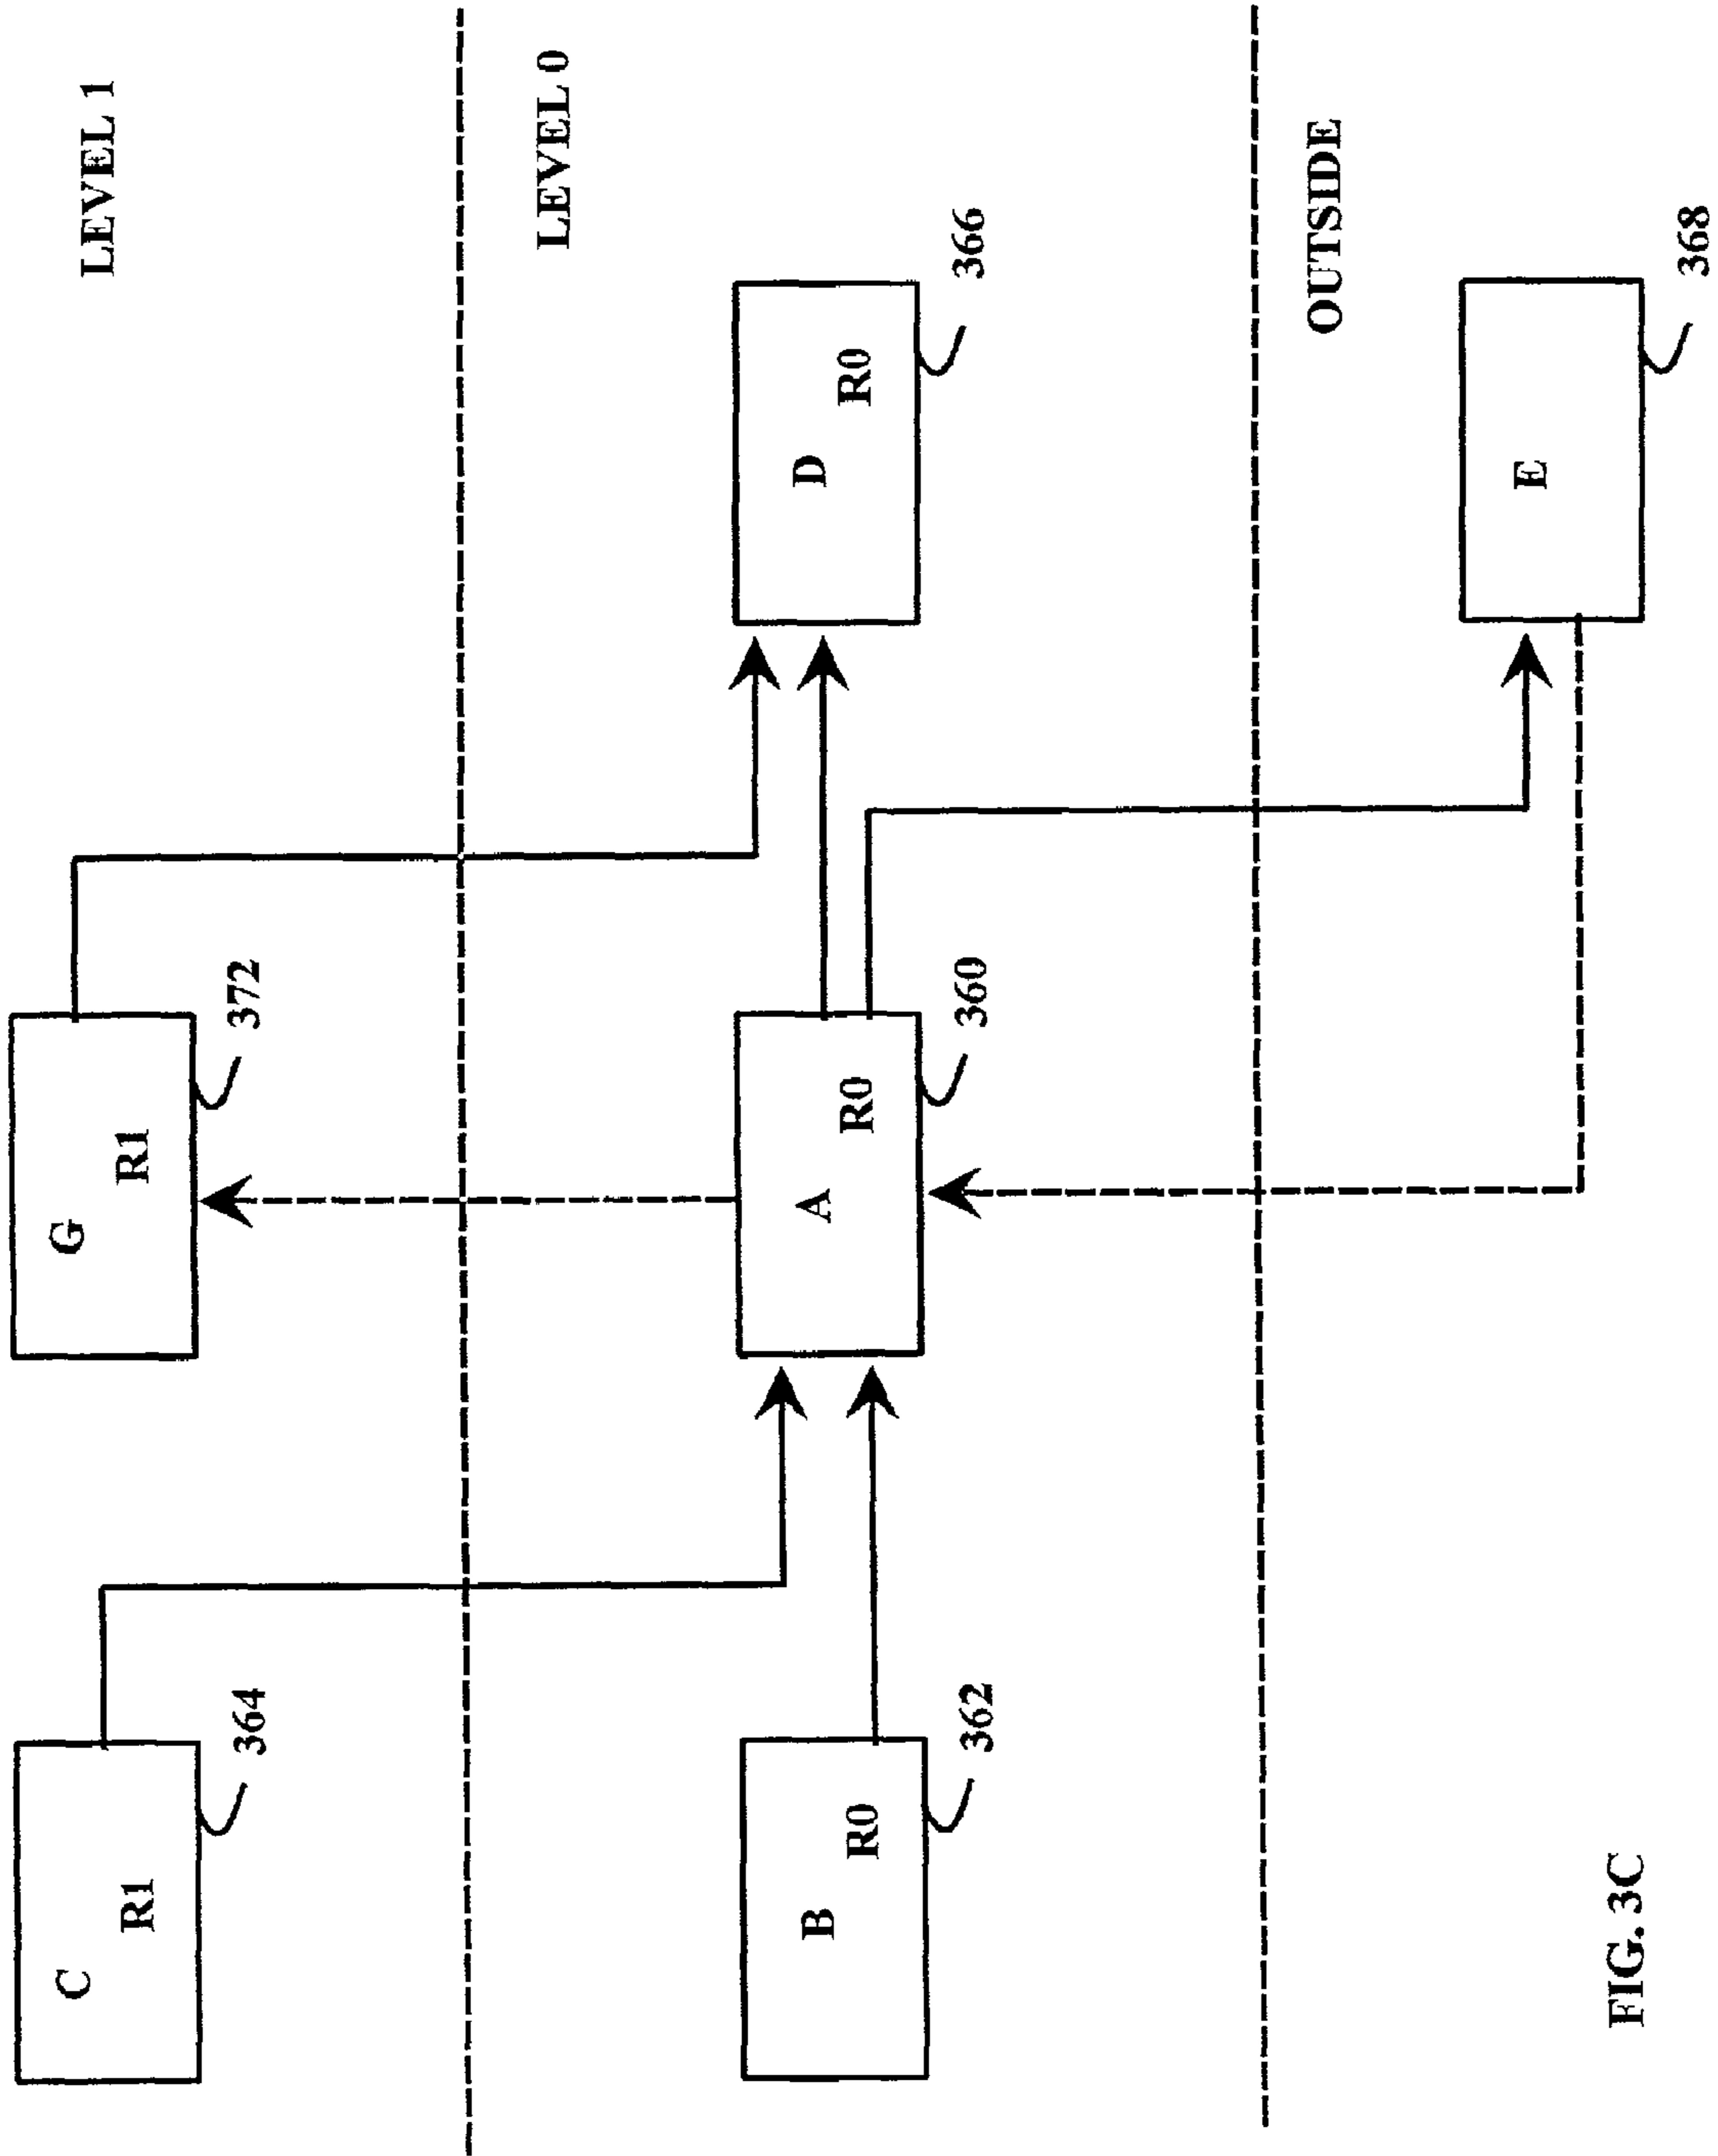 LEVEL 1
C
R1
364
G
R1
372
LEVEL 0
B
R0
362
A
R0
360
D
R0
366
OUTSIDE
E
368
FIG. 3C